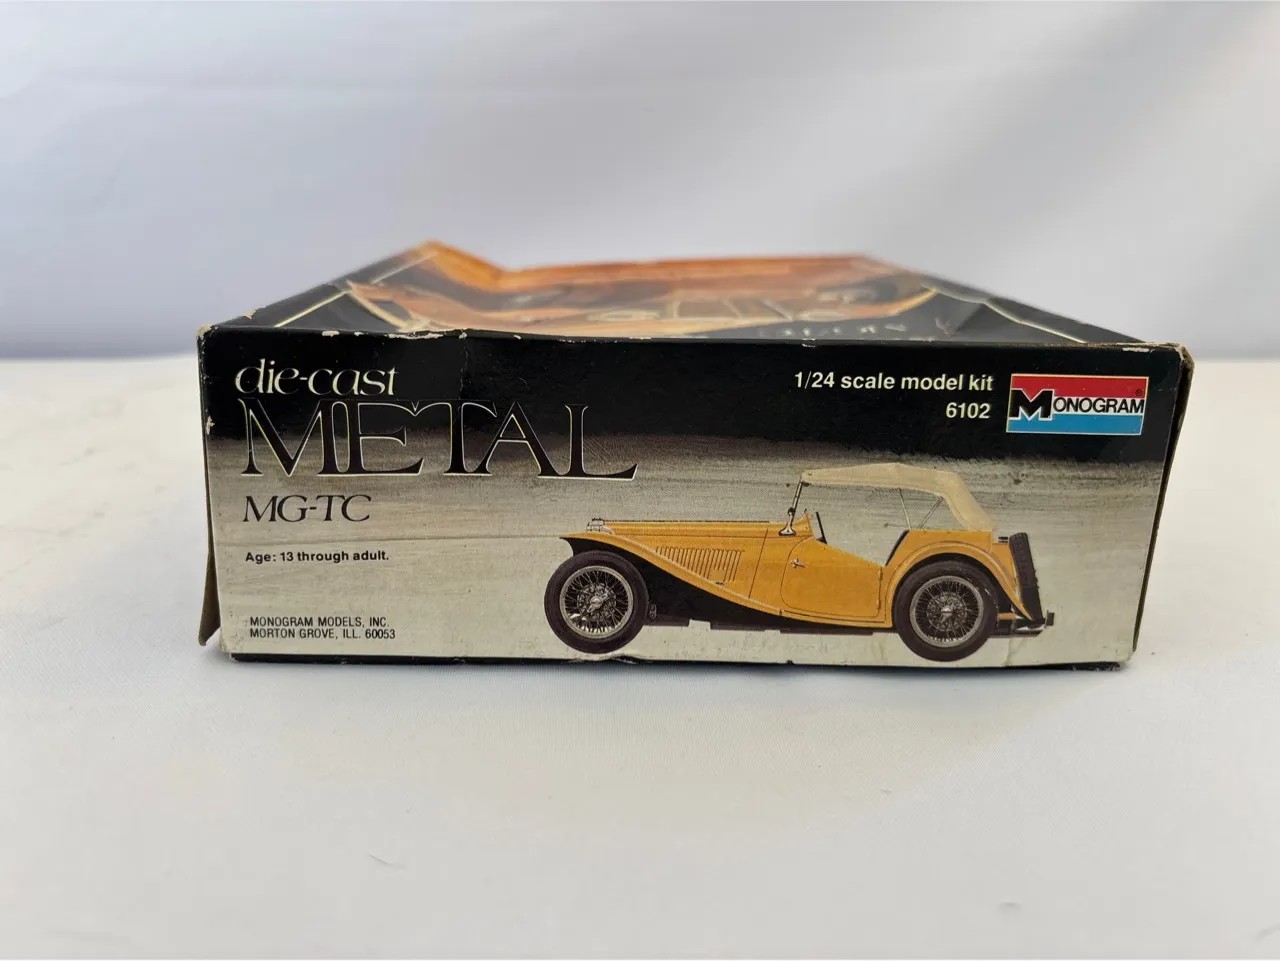 die-cast
METAL
MG-TC
Age: 13 through adult.
MONOGRAM MODELS, INC.
MORTON GROVE, ILL. 60053
1/24 scale model kit
6102
MONOGRAM®